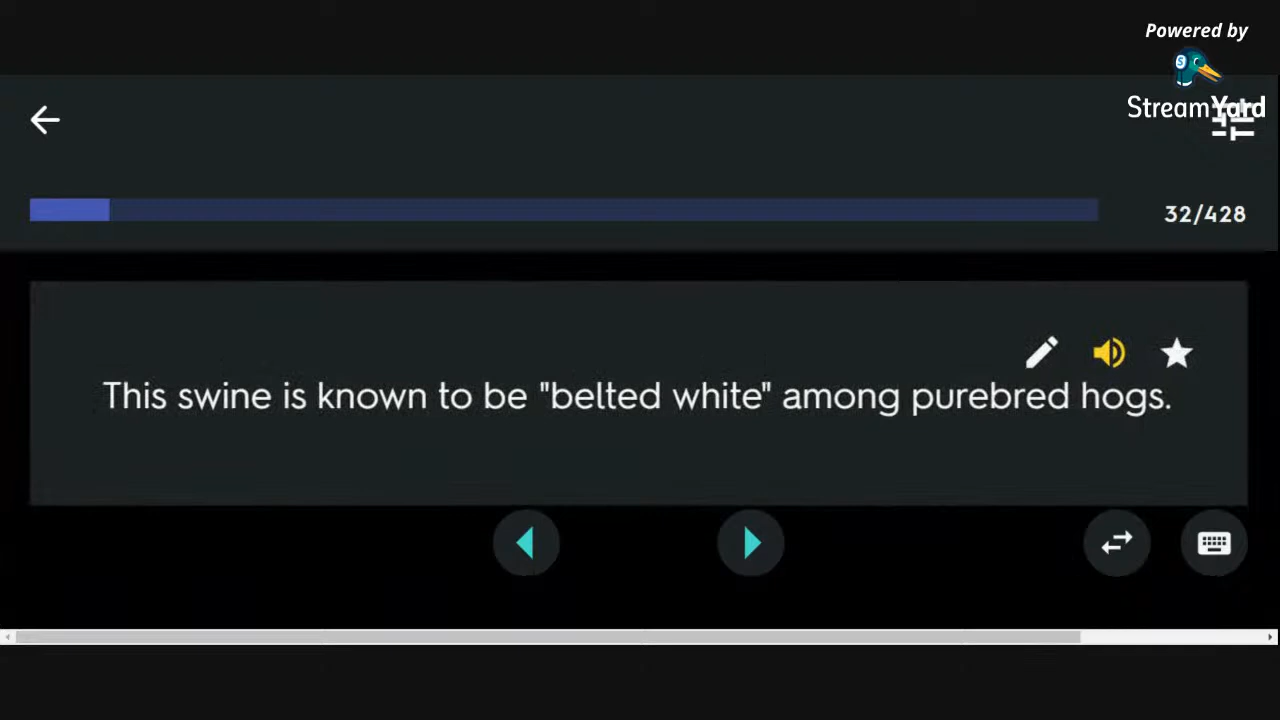 Powered by
StreamYard
32/428
This swine is known to be "belted white" among purebred hogs.